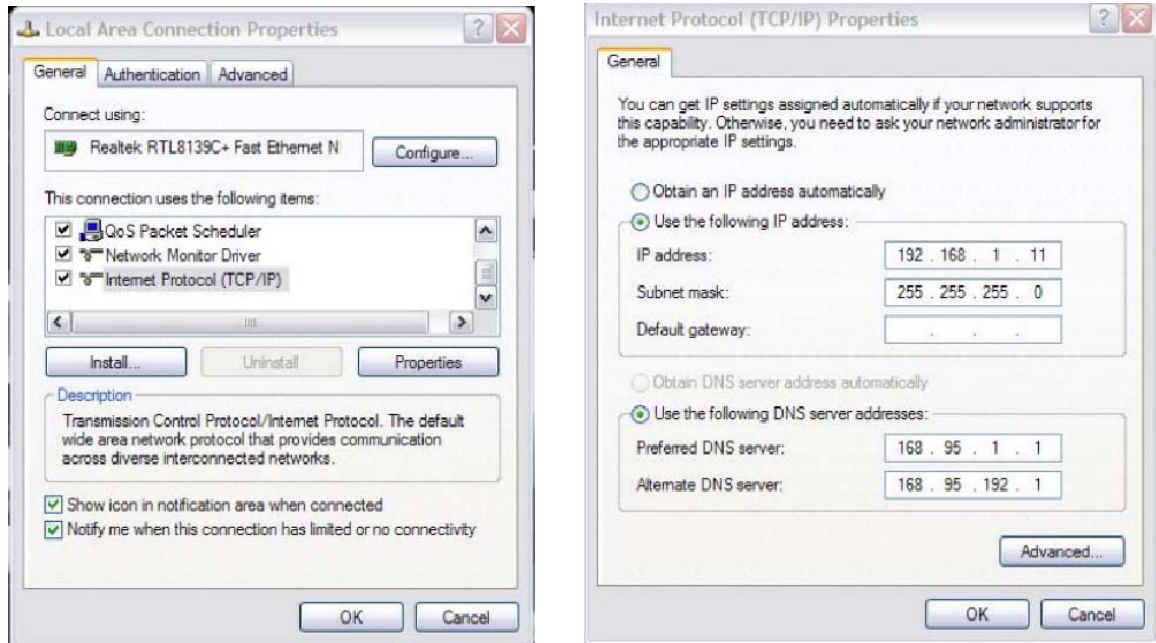 Local Area Connection Properties
General
Authentication
Advanced
Connect using:
Realtek RTL8139C+ Fast Ethernet N
Configure...
This connection uses the following items:
QoS Packet Scheduler
Network Monitor Driver
Internet Protocol (TCP/IP)
Install...
Uninstall
Properties
Description
Transmission Control Protocol/Internet Protocol. The default
wide area network protocol that provides communication
across diverse interconnected networks.
Show icon in notification area when connected
Notify me when this connection has limited or no connectivity
OK
Cancel
Internet Protocol (TCP/IP) Properties
General
You can get IP settings assigned automatically if your network supports
this capability. Otherwise, you need to ask your network administrator for
the appropriate IP settings.
Obtain an IP address automatically
Use the following IP address:
IP address: 192 . 168 . 1 . 11
Subnet mask: 255 . 255 . 255 . 0
Default gateway: . . .
Obtain DNS server address automatically
Use the following DNS server addresses:
Preferred DNS server: 168 . 95 . 1 . 1
Alternate DNS server: 168 . 95 . 192 . 1
Advanced...
OK
Cancel